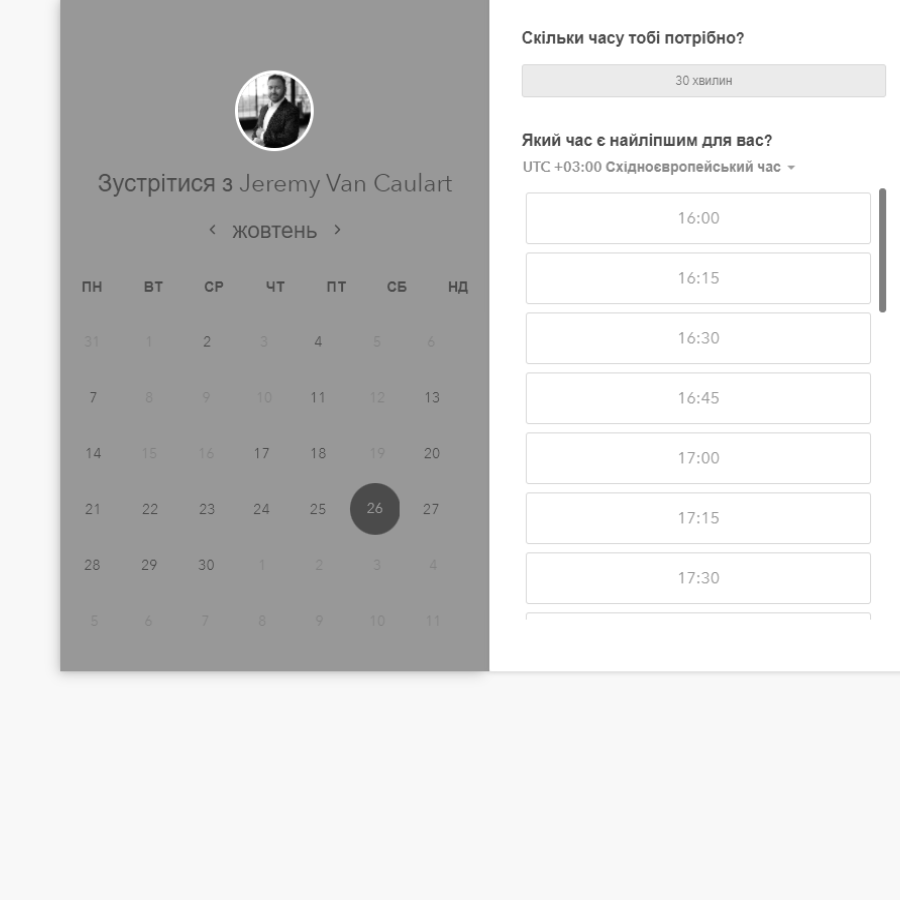 Зустрітися з Jeremy Van Caulart
‹ жовтень ›
ПН ВТ СР ЧТ ПТ СБ НД
31 1 2 3 4 5 6
7 8 9 10 11 12 13
14 15 16 17 18 19 20
21 22 23 24 25 26 27
28 29 30 1 2 3 4
5 6 7 8 9 10 11
Скільки часу тобі потрібно?
30 хвилин
Який час є найліпшим для вас?
UTC +03:00 Східноєвропейський час
16:00
16:15
16:30
16:45
17:00
17:15
17:30